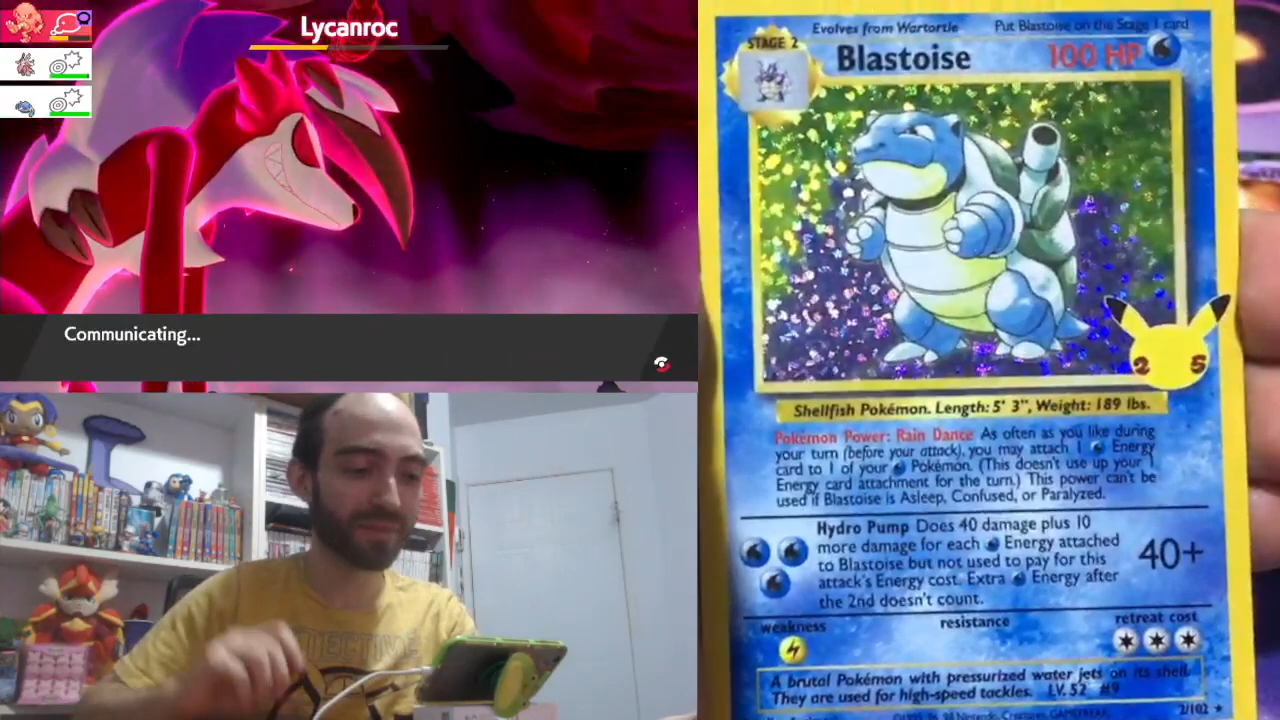 Lycanroc
Communicating...
Evolves from Wartortle
Put Blastoise on the Stage 1 card
STAGE 2
Blastoise
100 HP
25
Shellfish Pokémon. Length: 5' 3", Weight: 189 lbs.
Pokémon Power: Rain Dance As often as you like during
your turn (before your attack), you may attach 1 Energy
card to 1 of your Pokémon. (This doesn't use up your 1
Energy card attachment for the turn.) This power can't be
used if Blastoise is Asleep, Confused, or Paralyzed.
Hydro Pump Does 40 damage plus 10
more damage for each Energy attached
to Blastoise but not used to pay for this
attack's Energy cost. Extra Energy after
the 2nd doesn't count.
40+
weakness
resistance
retreat cost
A brutal Pokémon with pressurized water jets on its shell.
They are used for high-speed tackles. LV. 52 #9
2/102
DETECTIVE